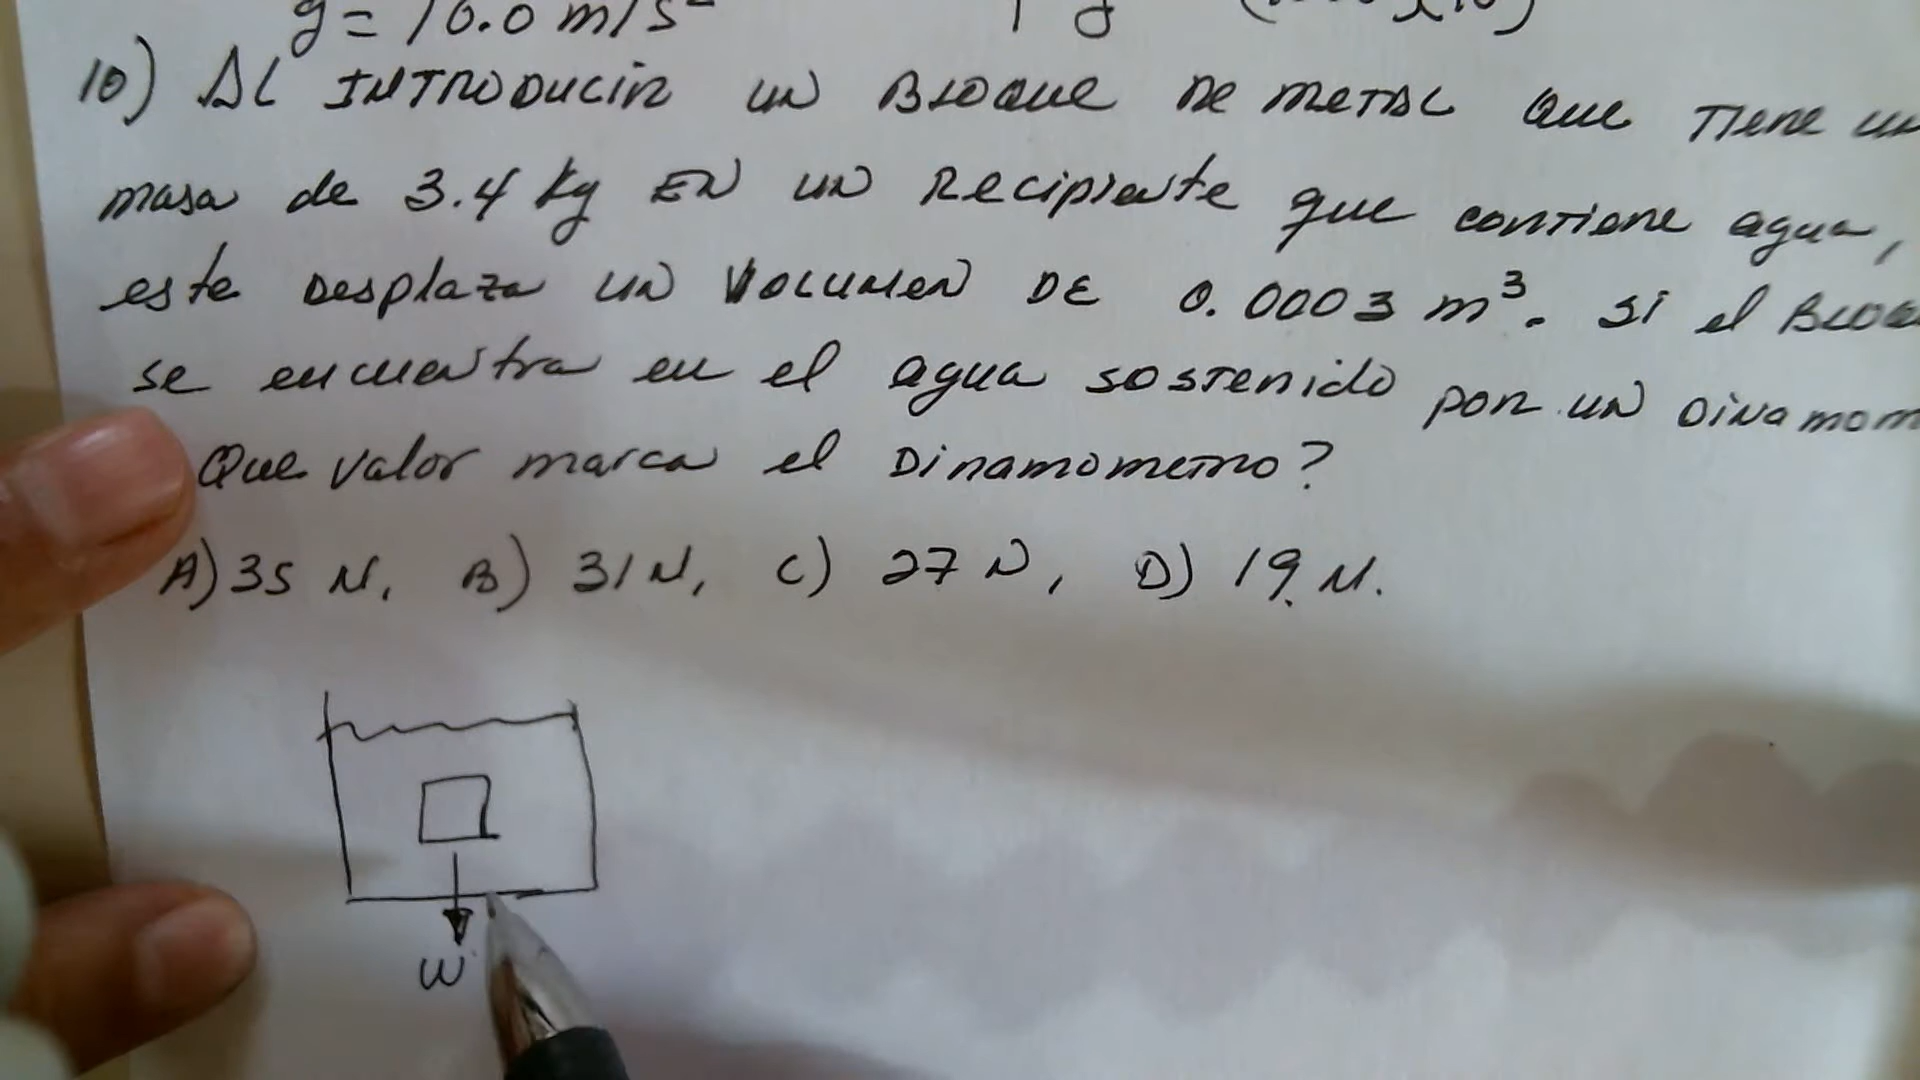 g = 10.0 m/s²
10) AL INTRODUCIR UN BLOQUE DE METAL QUE TIENE
masa de 3.4 kg EN UN Recipiente que contiene agua,
este Desplaza UN VOLUMEN DE 0.0003 m³. Si el
se encuentra en el agua sostenido por un
Que valor marca el Dinamometro?
A) 35 N, B) 31 N, C) 27 N, D) 19 N.
W